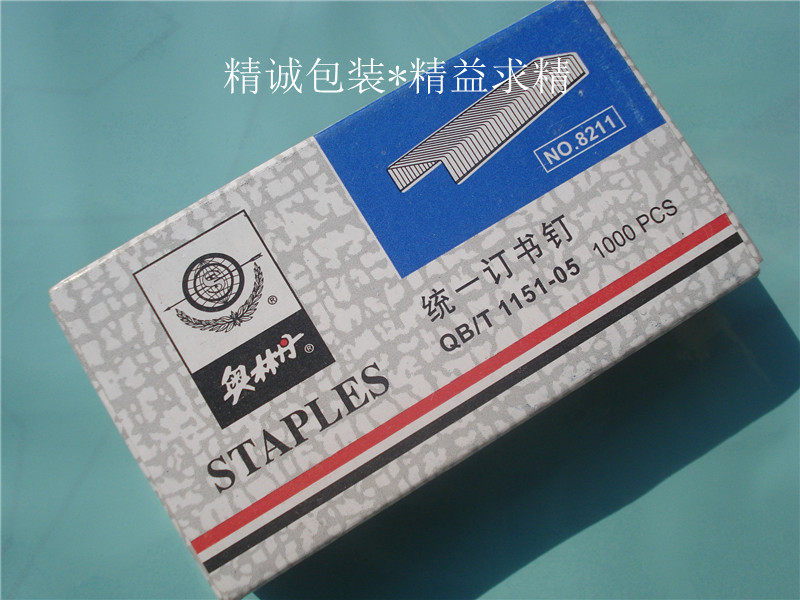 精诚包装*精益求精
NO.8211
统一订书钉
QB/T 1151-05 1000 PCS
®
奥林丹®
STAPLES